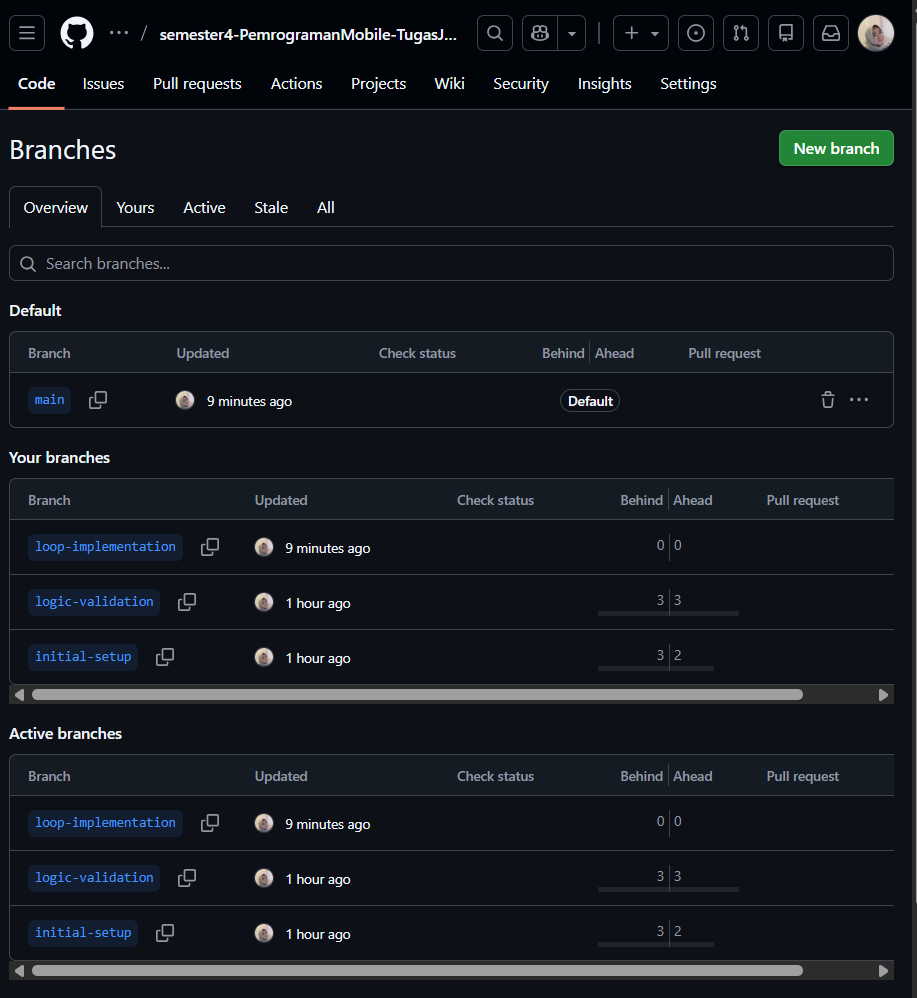 ... / semester4-PemrogramanMobile-TugasJ...
Code Issues Pull requests Actions Projects Wiki Security Insights Settings
Branches New branch
Overview Yours Active Stale All
Search branches...
Default
Branch Updated Check status Behind Ahead Pull request
main 9 minutes ago Default
Your branches
Branch Updated Check status Behind Ahead Pull request
loop-implementation 9 minutes ago 0 0
logic-validation 1 hour ago 3 3
initial-setup 1 hour ago 3 2
Active branches
Branch Updated Check status Behind Ahead Pull request
loop-implementation 9 minutes ago 0 0
logic-validation 1 hour ago 3 3
initial-setup 1 hour ago 3 2